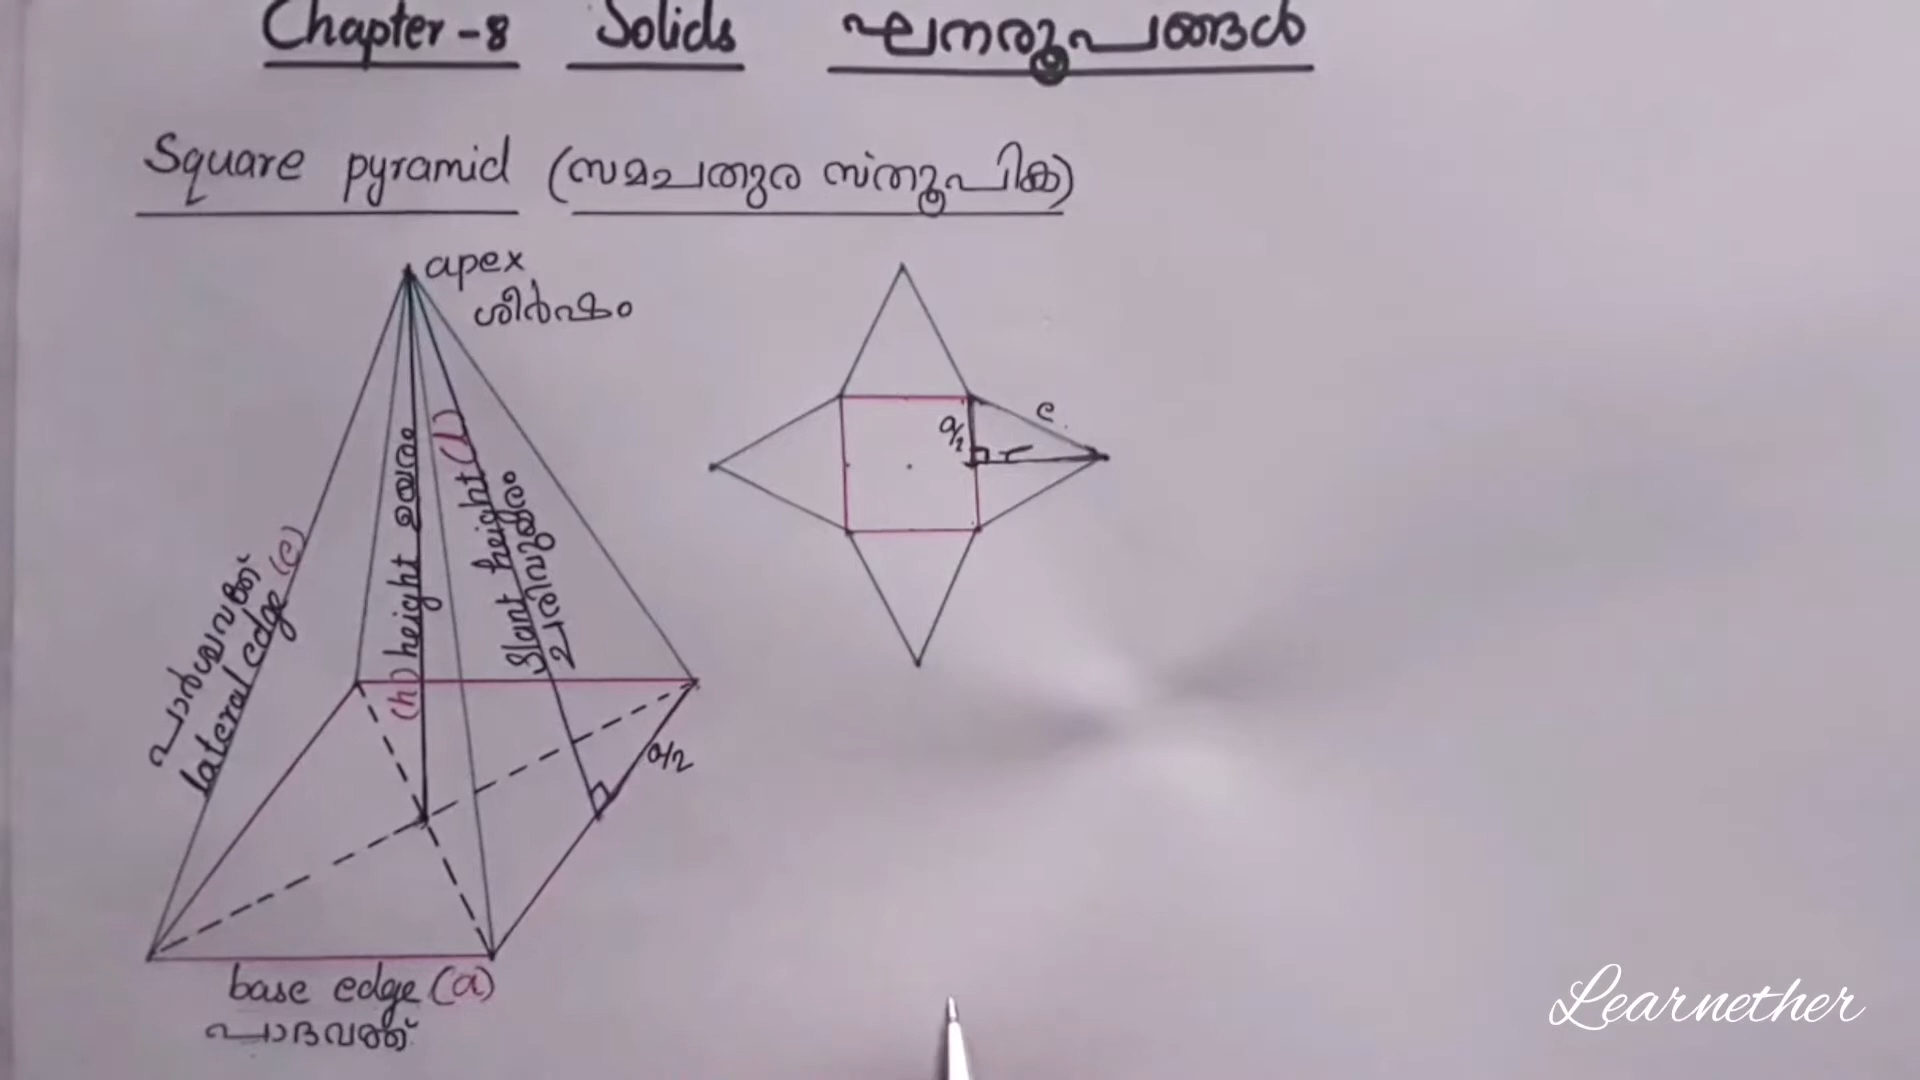 Chapter-8 Solids ഘനരൂപങ്ങൾ
Square pyramid (സമചതുര സ്തൂപിക)
apex
ശീർഷം
പാർശ്വവക്ക്
lateral edge (e)
(h) height ഉയരം
Slant height (l)
ചരിവുയരം
a/2
base edge (a)
പാദവക്ക്
a/2
e
Learnether